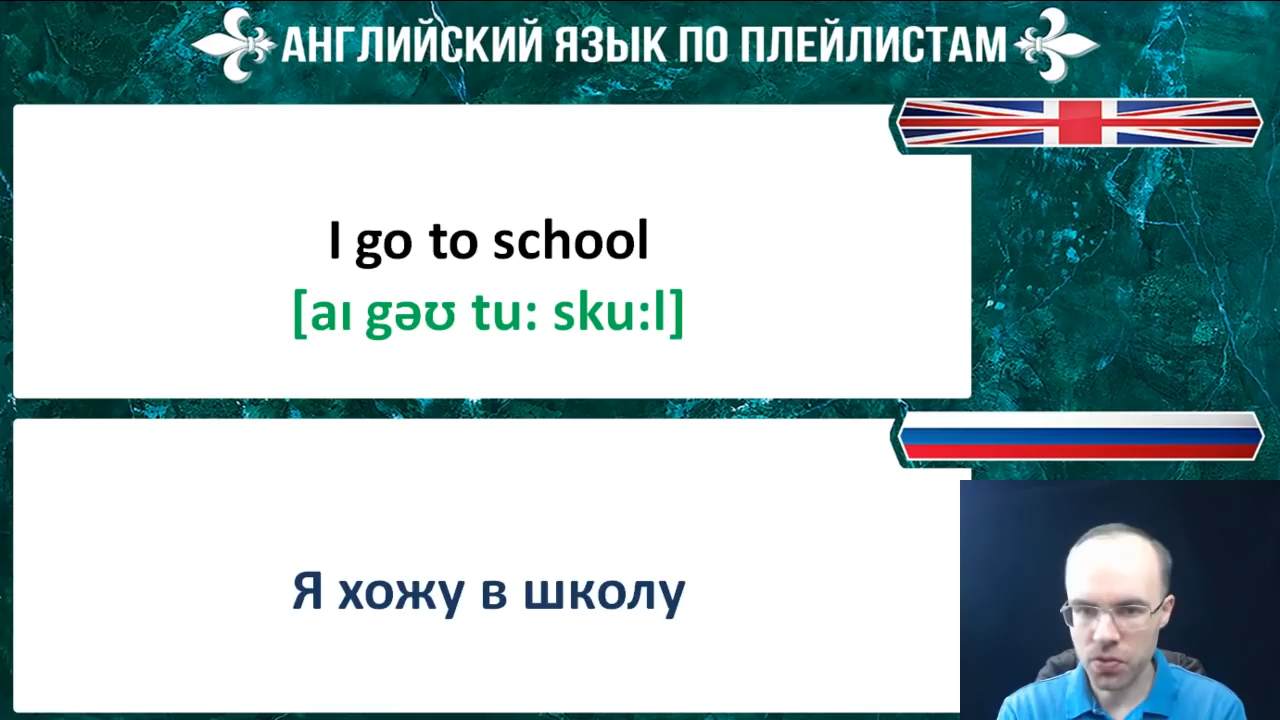 АНГЛИЙСКИЙ ЯЗЫК ПО ПЛЕЙЛИСТАМ
I go to school
[aɪ gəʊ tu: sku:l]
Я хожу в школу